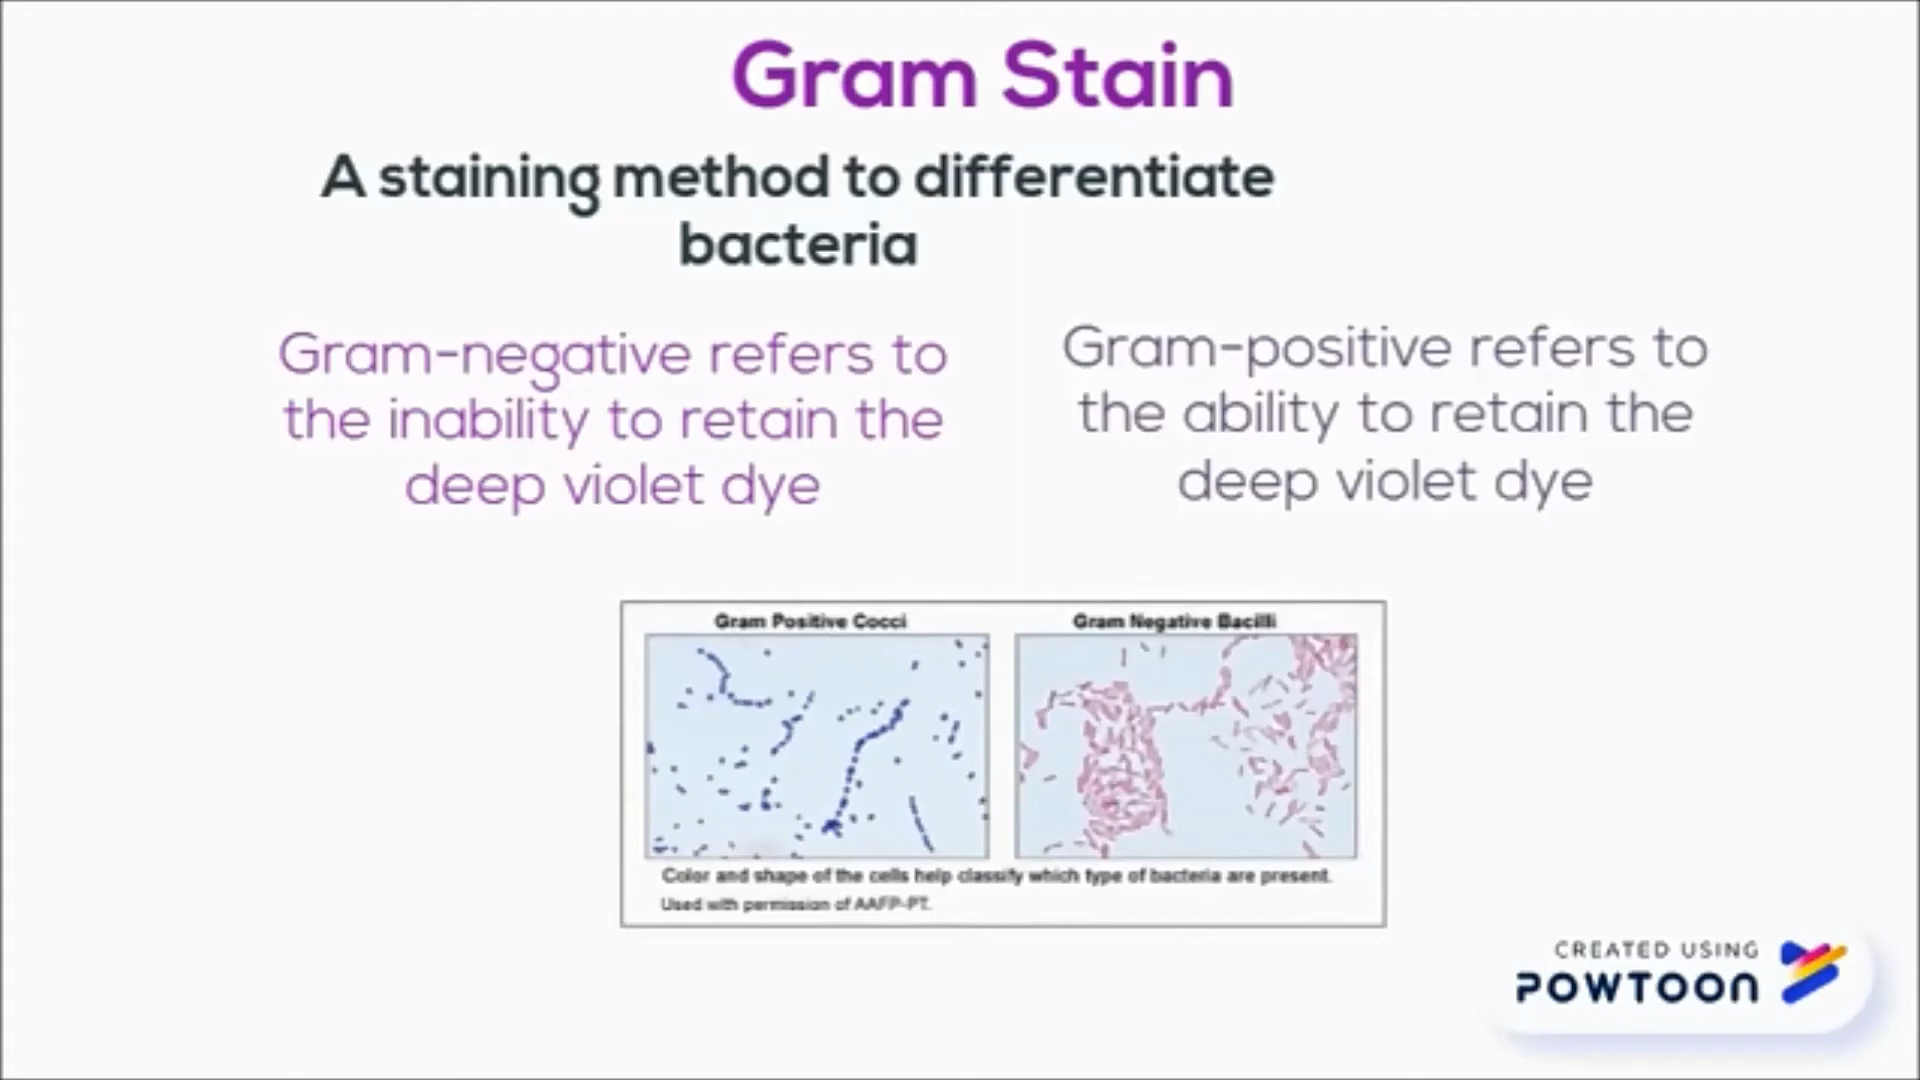 Gram Stain
A staining method to differentiate
bacteria
Gram-negative refers to
the inability to retain the
deep violet dye
Gram-positive refers to
the ability to retain the
deep violet dye
Gram Positive Cocci
Gram Negative Bacilli
Color and shape of the cells help classify which type of bacteria are present.
Used with permission of AAFP-PT.
CREATED USING
POWTOON